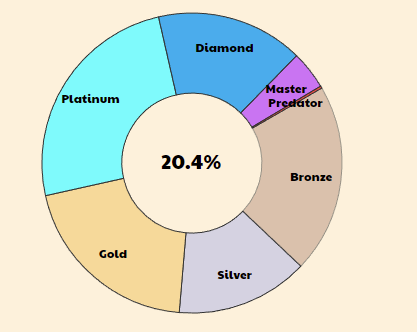 Diamond
Master
Platinum
Predator
20.4%
Bronze
Gold
Silver